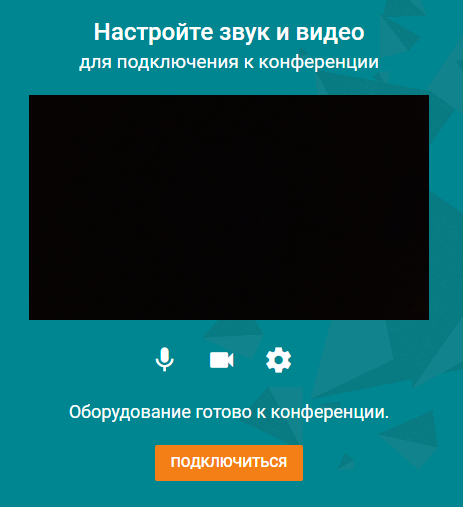 Настройте звук и видео
для подключения к конференции
Оборудование готово к конференции.
ПОДКЛЮЧИТЬСЯ